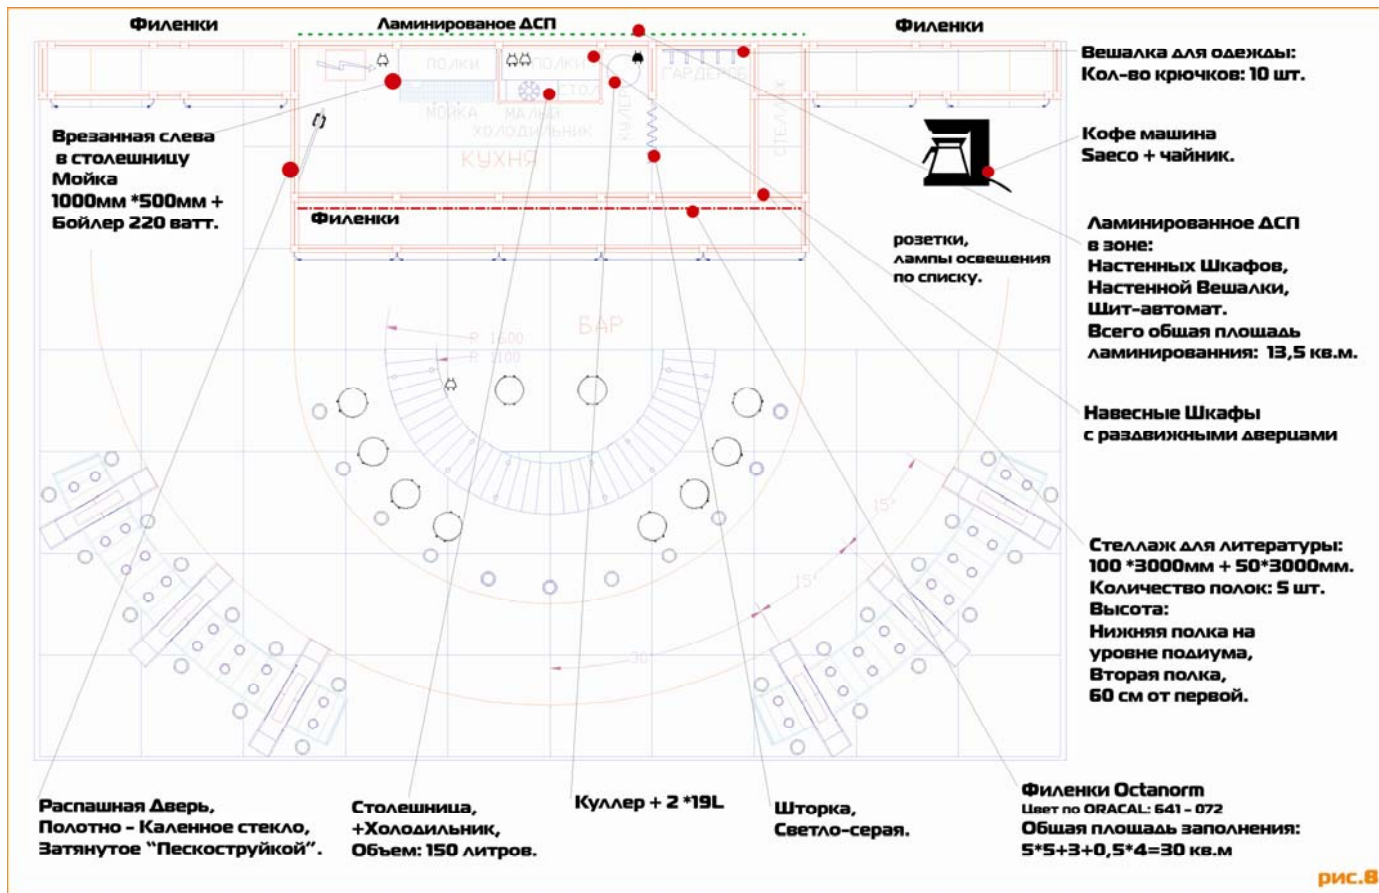 Филенки
Ламинированое ДСП
Филенки
Вешалка для одежды:
Кол-во крючков: 10 шт.
ПОЛКИ
ПОЛКИ
ГАРДЕРОБ
СТОЛ
МОЙКА
МАЛЫЙ
ХОЛОДИЛЬНИК
КУЛЕР
СТЕЛЛАЖ
КУХНЯ
Врезанная слева
в столешницу
Мойка
1000мм *500мм +
Бойлер 220 ватт.
Кофе машина
Saeco + чайник.
Филенки
розетки,
лампы освещения
по списку.
Ламинированное ДСП
в зоне:
Настенных Шкафов,
Настенной Вешалки,
Шит-автомат.
Всего общая площадь
ламинированния: 13,5 кв.м.
БАР
R 1600
R 1100
Навесные Шкафы
с раздвижными дверцами
15°
15°
30°
Стеллаж для литературы:
100 *3000мм + 50*3000мм.
Количество полок: 5 шт.
Высота:
Нижняя полка на
уровне подиума,
Вторая полка,
60 см от первой.
Распашная Дверь,
Полотно - Каленное стекло,
Затянутое “Пескоструйкой”.
Столешница,
+Холодильник,
Объем: 150 литров.
Куллер + 2 *19L
Шторка,
Светло-серая.
Филенки Octanorm
Цвет по ORACAL: 641 - 072
Общая площадь заполнения:
5*5+3+0,5*4=30 кв.м
рис.8